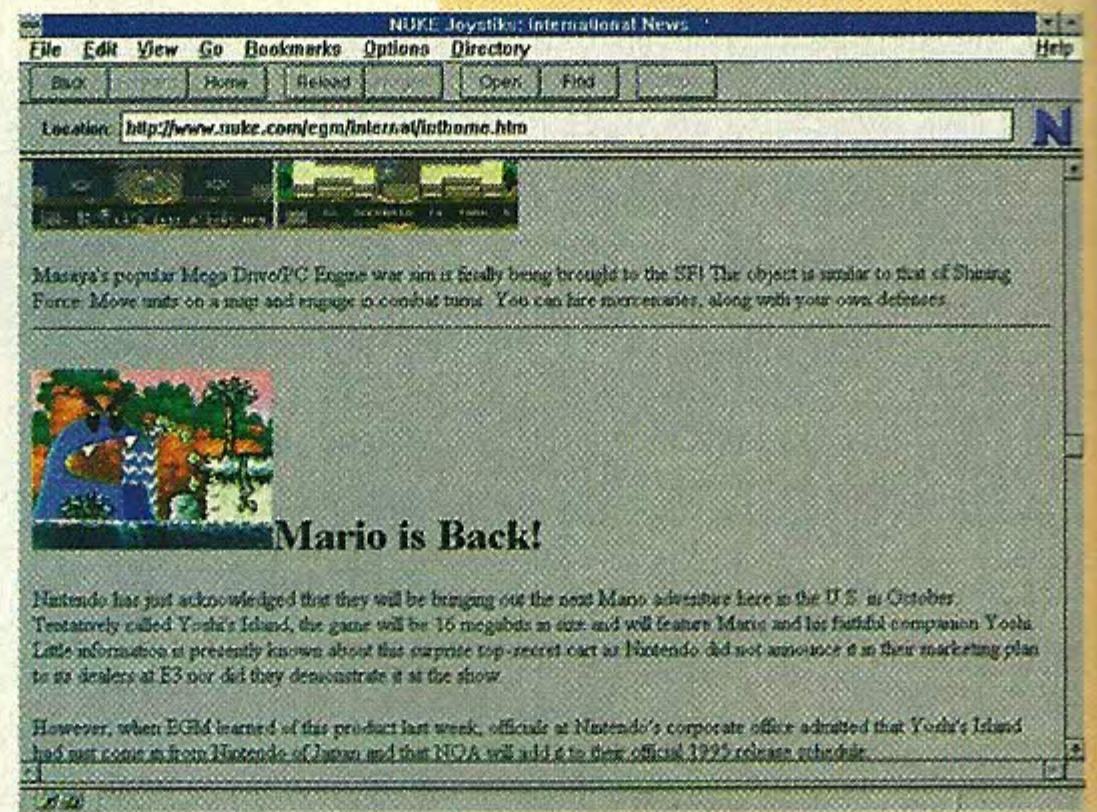 NUKE Joystiks: International News
File Edit View Go Bookmarks Options Directory Help
Back Home Reload Open Find
Location: http://www.nuke.com/egm/internat/inthome.htm
N
Masaya's popular Mega Drive/PC Engine war sim is finally being brought to the SF! The object is similar to that of Shining
Force: Move units on a map and engage in combat turns. You can hire mercenaries, along with your own defenses.
Mario is Back!
Nintendo has just acknowledged that they will be bringing out the next Mario adventure here in the U.S. in October.
Tentatively called Yoshi's Island, the game will be 16 megabits in size and will feature Mario and his faithful companion Yoshi.
Little information is presently known about this surprise top-secret cart as Nintendo did not announce it in their marketing plan
to its dealers at E3 nor did they demonstrate it at the show.
However, when EGM learned of this product last week, officials at Nintendo's corporate office admitted that Yoshi's Island
had just come in from Nintendo of Japan and that NOA will add it to their official 1995 release schedule.